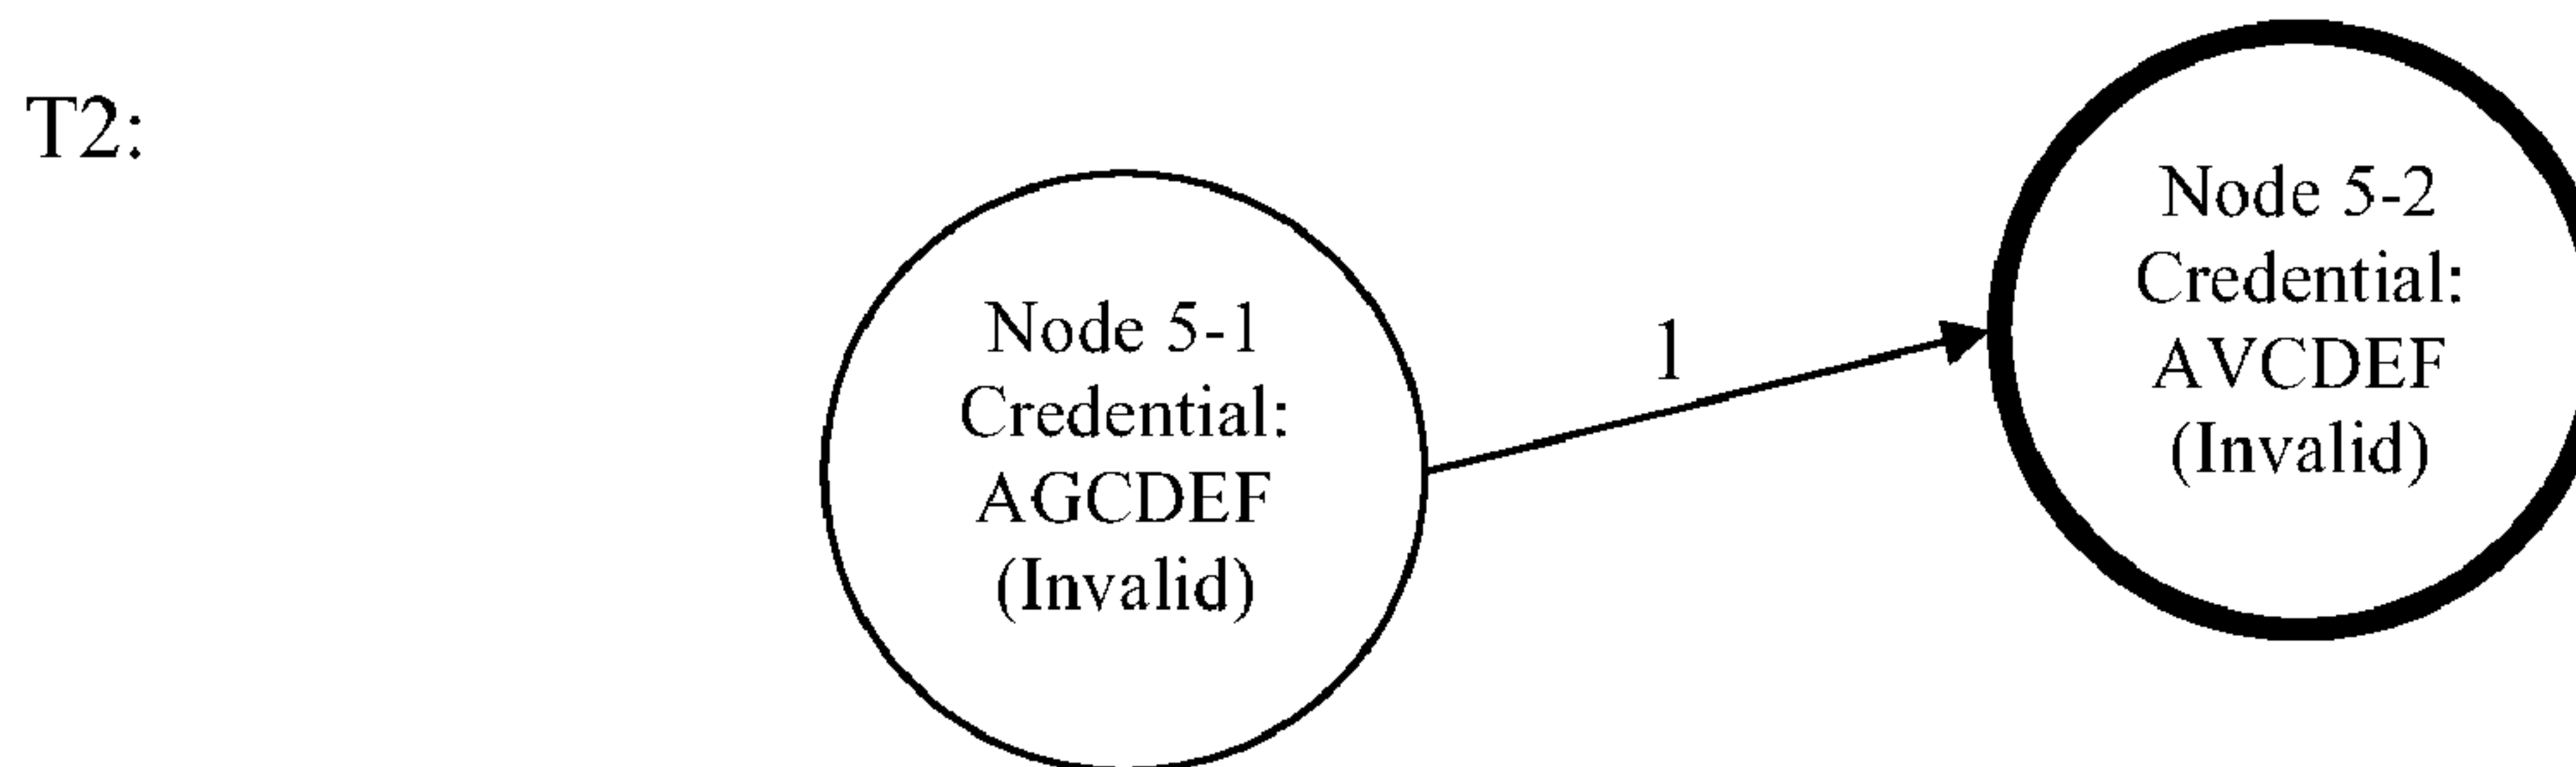 T2:
Node 5-1
Credential:
AGCDEF
(Invalid)
1
Node 5-2
Credential:
AVCDEF
(Invalid)